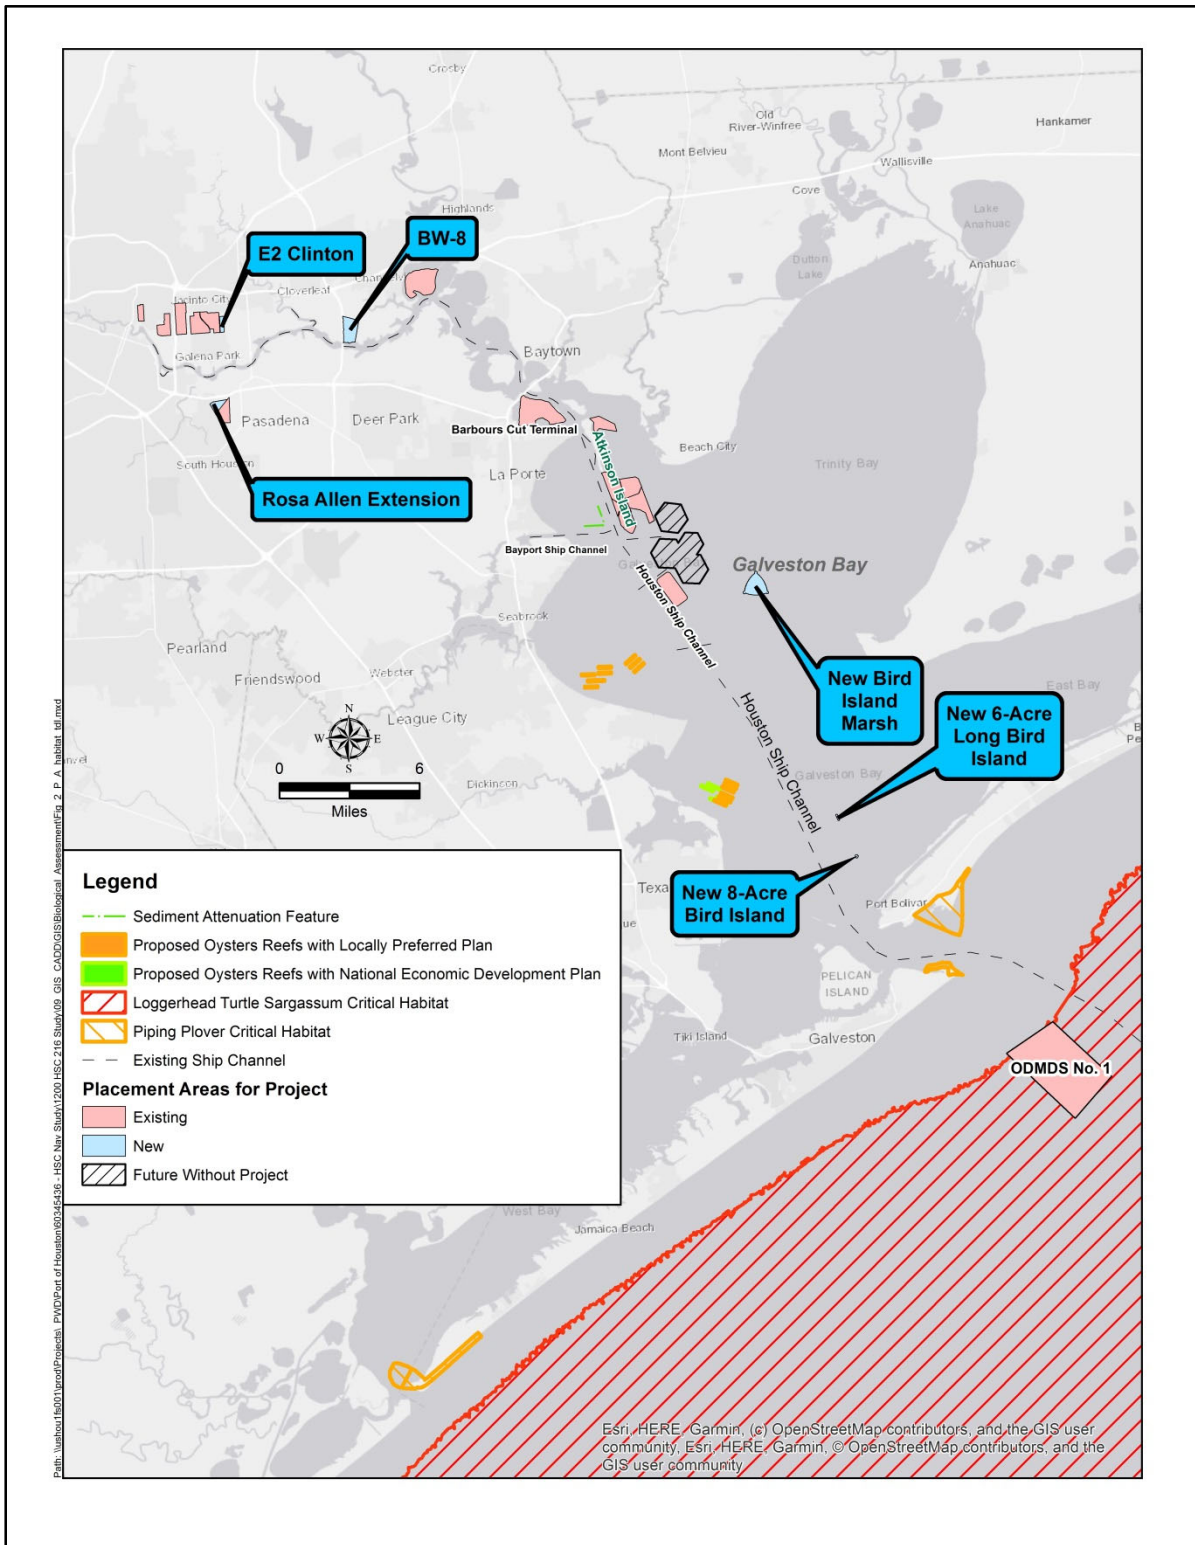 Crosby
Old
River-Winfree
Hankamer
Mont Belvieu
Wallisville
Cove
Highlands
Lake
Anahuac
E2 Clinton
BW-8
Dutton
Lake
Anahuac
Jacinto City
Cloverleaf
Galena Park
Baytown
Pasadena
Deer Park
Barbours Cut Terminal
Atkinson Island
Beach City
Trinity Bay
South Houston
La Porte
Rosa Allen Extension
Bayport Ship Channel
Galveston Bay
Houston Ship Channel
Seabrook
Pearland
Friendswood
Webster
New Bird
Island
Marsh
East Bay
League City
New 6-Acre
Long Bird
Island
N
W E
S
0 6
Miles
Dickinson
Houston Ship Channel
Galveston Bay
New 8-Acre
Bird Island
Port Bolivar
PELICAN
ISLAND
Tiki Island
Galveston
ODMDS No. 1
Legend
Sediment Attenuation Feature
Proposed Oysters Reefs with Locally Preferred Plan
Proposed Oysters Reefs with National Economic Development Plan
Loggerhead Turtle Sargassum Critical Habitat
Piping Plover Critical Habitat
Existing Ship Channel
Placement Areas for Project
Existing
New
Future Without Project
West Bay
Jamaica Beach
Esri, HERE, Garmin, (c) OpenStreetMap contributors, and the GIS user
community, Esri, HERE, Garmin, © OpenStreetMap contributors, and the
GIS user community